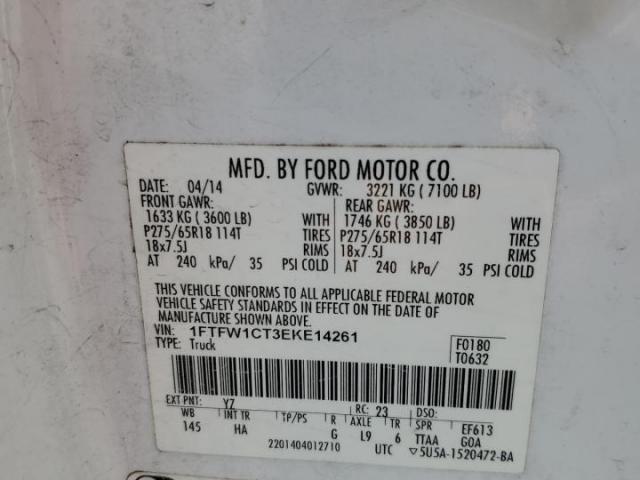 MFD. BY FORD MOTOR CO.
DATE: 04/14 GVWR: 3221 KG ( 7100 LB)
FRONT GAWR: REAR GAWR:
1633 KG ( 3600 LB) WITH 1746 KG ( 3850 LB) WITH
P275/65R18 114T TIRES P275/65R18 114T TIRES
18x7.5J RIMS 18x7.5J RIMS
AT 240 kPa/ 35 PSI COLD AT 240 kPa/ 35 PSI COLD
THIS VEHICLE CONFORMS TO ALL APPLICABLE FEDERAL MOTOR
VEHICLE SAFETY STANDARDS IN EFFECT ON THE DATE OF
MANUFACTURE SHOWN ABOVE.
VIN: 1FTFW1CT3EKE14261 F0180
TYPE: Truck T0632
EXT PNT: YZ RC: 23 DSO:
WB INT TR TP/PS R AXLE TR SPR EF613
145 HA G L9 6 TTAA GOA
2201404012710 UTC ▽5U5A-1520472-BA